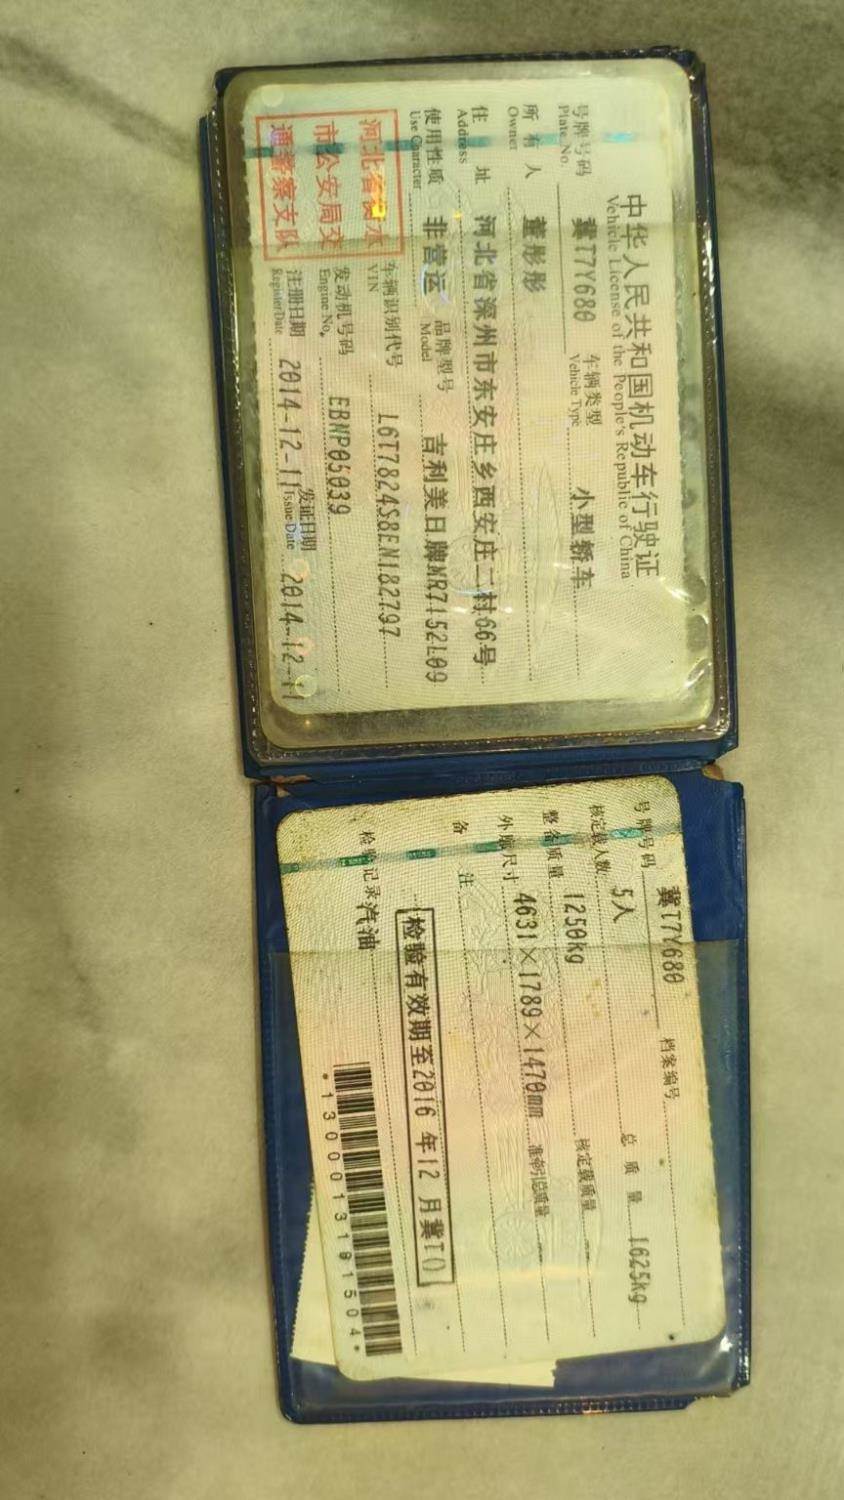 中华人民共和国机动车行驶证
Vehicle License of the People's Republic of China
号牌号码 冀T7Y680 车辆类型 小型轿车
Plate No. Vehicle Type
所有人 董彤彤
Owner
住址 河北省深州市东安庄乡西安庄二村66号
Address
使用性质 非营运 品牌型号 吉利美日牌MR7152L09
Use Character Model
河北省衡水
市公安局交
通警察支队
车辆识别代号 L6T7824S8EN182797
VIN
发动机号码 EBNP05039
Engine No.
注册日期 2014-12-11 发证日期 2014-12-11
Register Date Issue Date
号牌号码 冀T7Y680 档案编号
核定载人数 5人 总质量 1625kg
整备质量 1250kg 核定载质量 --
外廓尺寸 4631×1789×1470mm 准牵引总质量 --
备注
检验有效期至2016年12月冀T()
检验记录 汽油
*1300013181504*